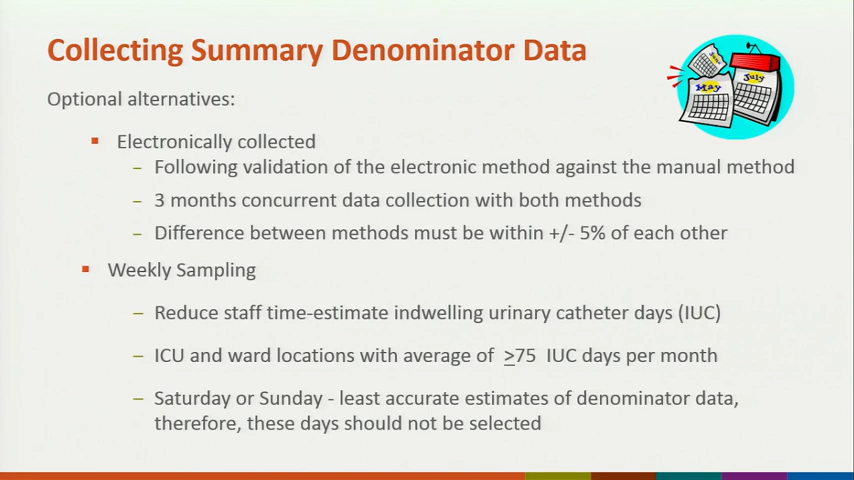 Collecting Summary Denominator Data
Optional alternatives:
▪ Electronically collected
– Following validation of the electronic method against the manual method
– 3 months concurrent data collection with both methods
– Difference between methods must be within +/- 5% of each other
▪ Weekly Sampling
– Reduce staff time-estimate indwelling urinary catheter days (IUC)
– ICU and ward locations with average of ≥75 IUC days per month
– Saturday or Sunday - least accurate estimates of denominator data,
therefore, these days should not be selected
May
July